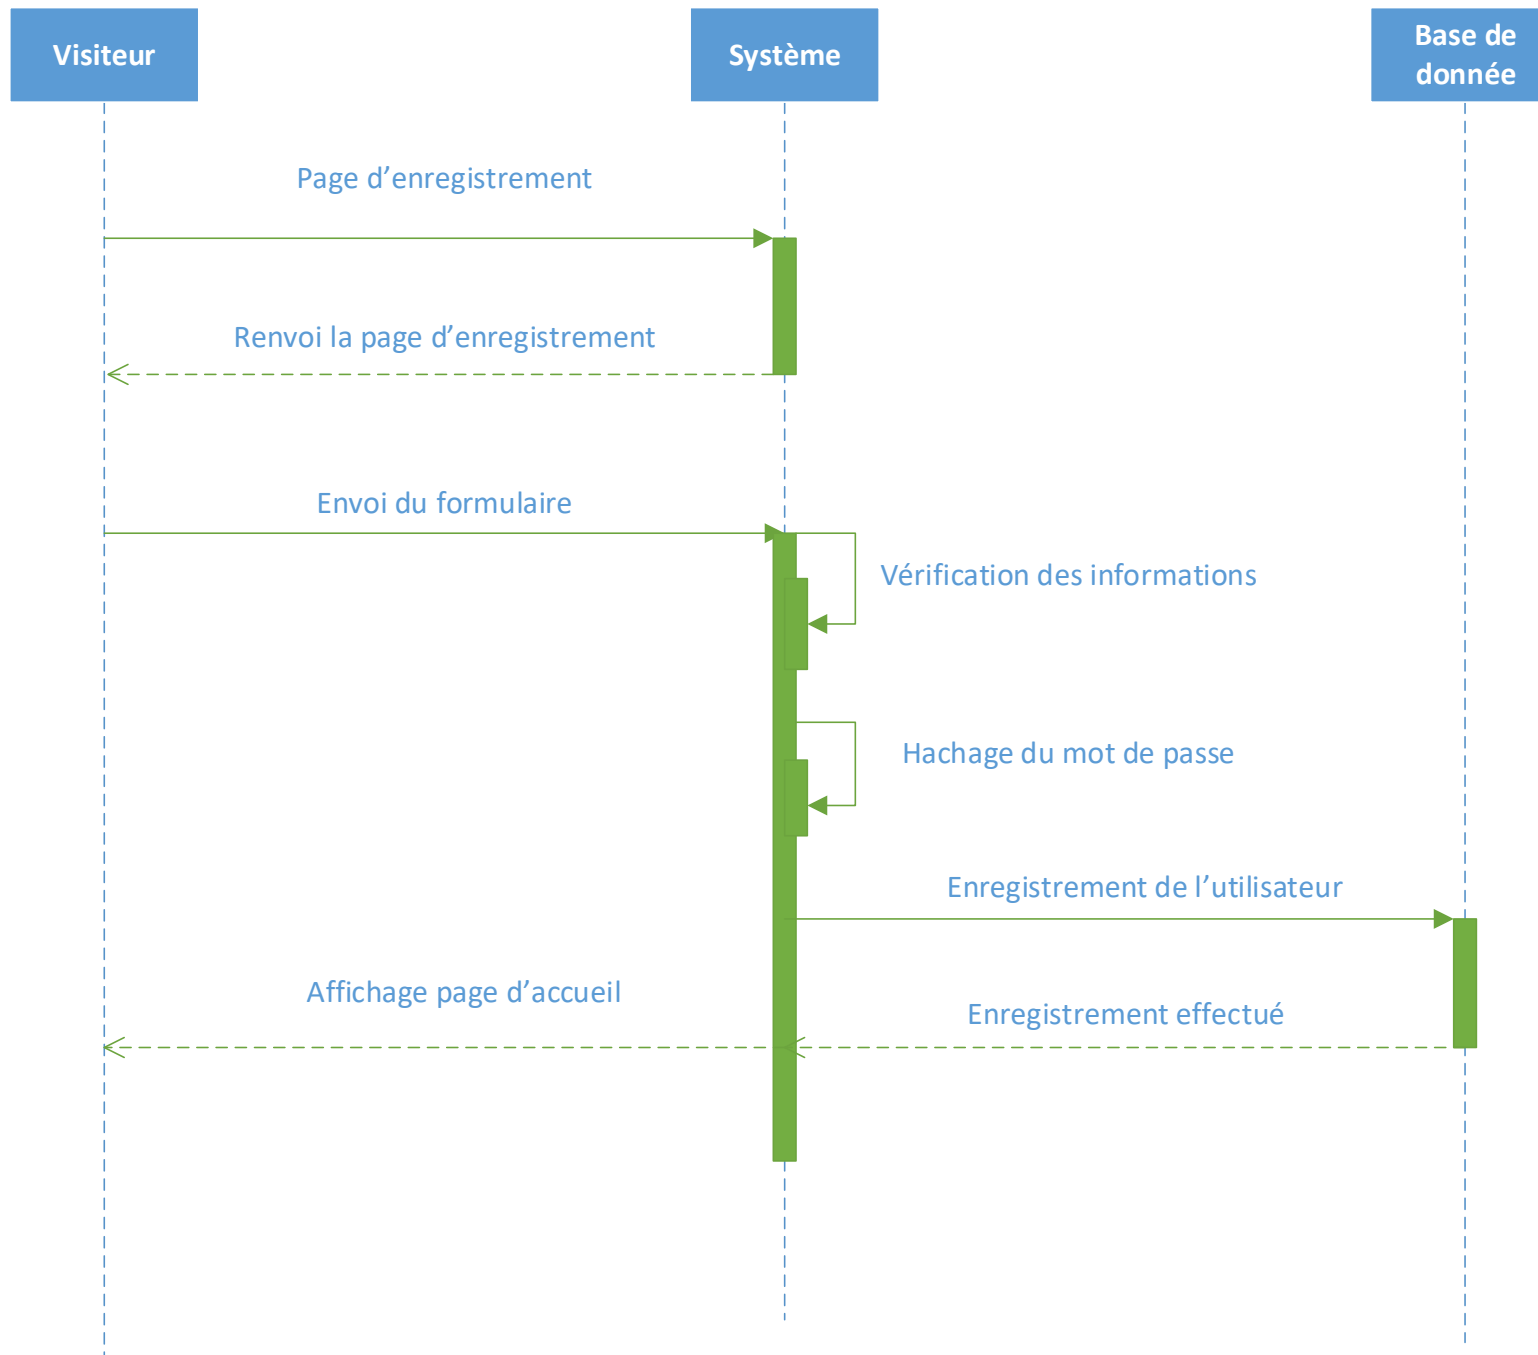 Visiteur
Système
Base de
donnée
Page d’enregistrement
Renvoi la page d’enregistrement
Envoi du formulaire
Vérification des informations
Hachage du mot de passe
Enregistrement de l’utilisateur
Affichage page d’accueil
Enregistrement effectué